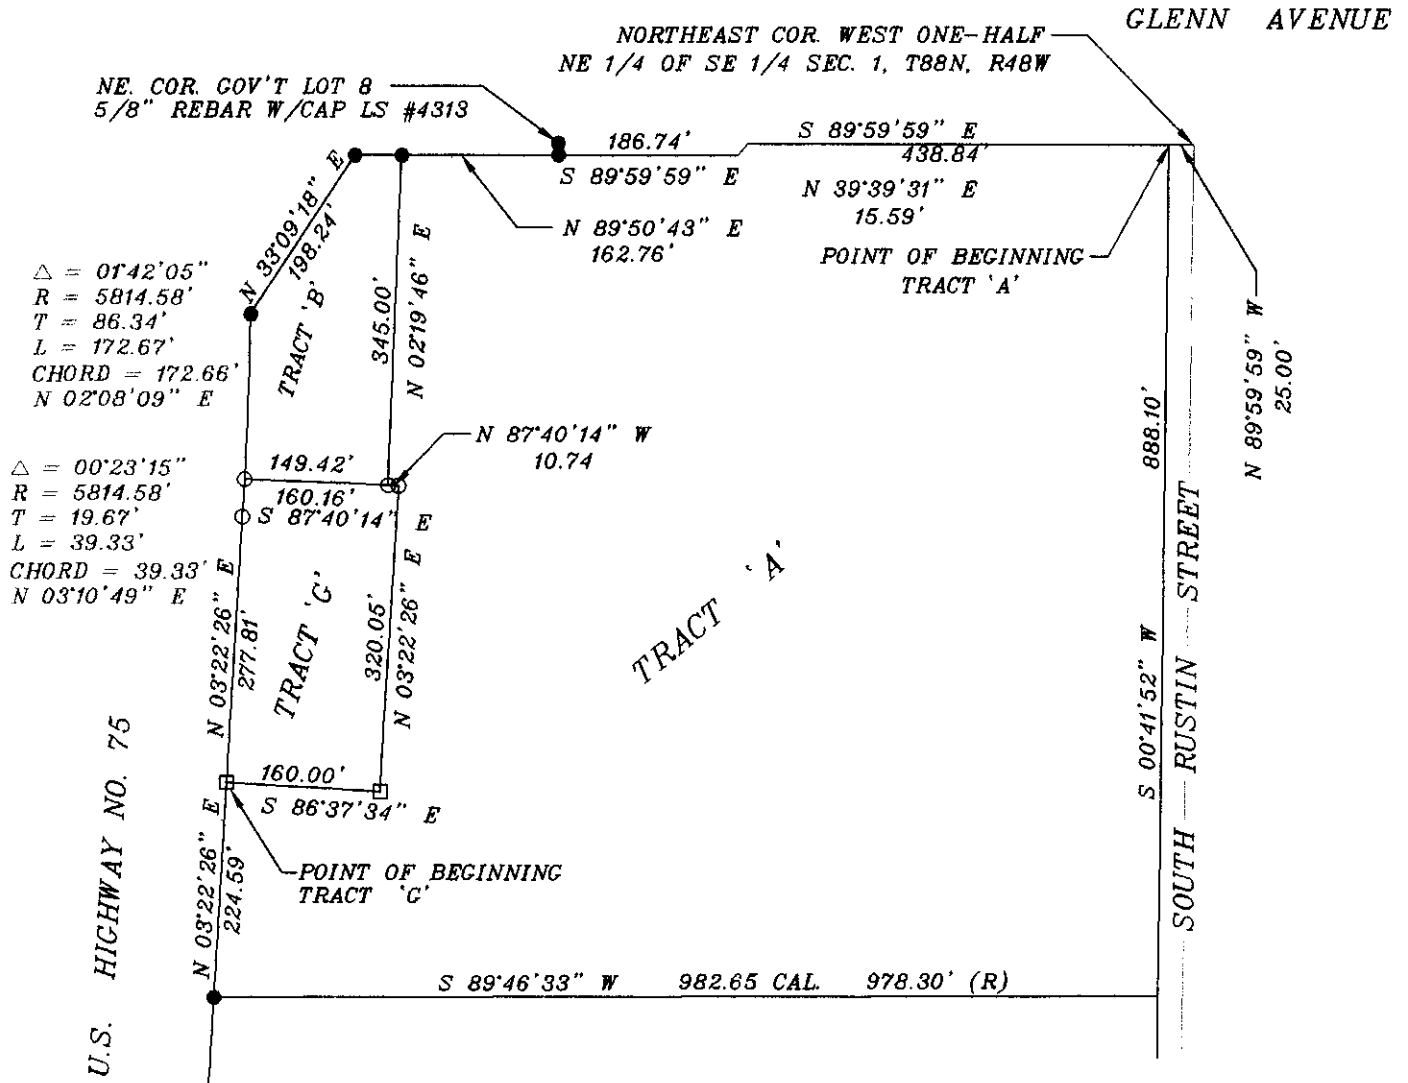 GLENN AVENUE
NORTHEAST COR. WEST ONE-HALF
NE 1/4 OF SE 1/4 SEC. 1, T88N, R48W
NE. COR. GOV'T LOT 8
5/8" REBAR W/CAP LS #4313
186.74'
S 89°59'59" E
S 89°59'59" E
438.84'
N 39°39'31" E
15.59'
N 89°50'43" E
162.76'
POINT OF BEGINNING
TRACT 'A'
N 33°09'18" E
198.24'
TRACT 'B'
345.00'
N 02°19'46" E
△ = 01°42'05"
R = 5814.58'
T = 86.34'
L = 172.67'
CHORD = 172.66'
N 02°08'09" E
N 89°59'59" W
25.00'
N 87°40'14" W
10.74
149.42'
160.16'
S 87°40'14" E
△ = 00°23'15"
R = 5814.58'
T = 19.67'
L = 39.33'
CHORD = 39.33'
N 03°10'49" E
N 03°22'26" E
277.81'
TRACT 'G'
320.05'
N 03°22'26" E
TRACT 'A'
888.10'
S 00°41'52" W
SOUTH RUSTIN STREET
160.00'
S 86°37'34" E
POINT OF BEGINNING
TRACT 'G'
N 03°22'26" E
224.59'
U.S. HIGHWAY NO. 75
S 89°46'33" W 982.65 CAL. 978.30' (R)